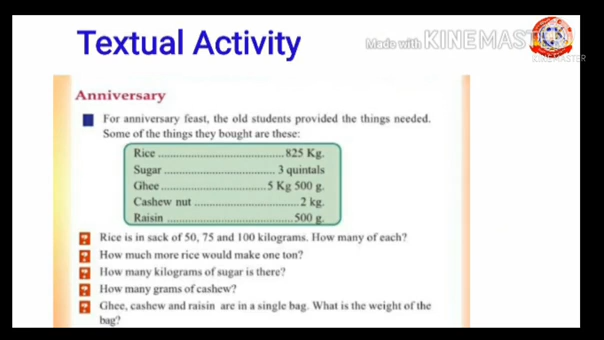 Textual Activity
Made with KINEMASTER
KINEMASTER
Anniversary
For anniversary feast, the old students provided the things needed.
Some of the things they bought are these:
Rice ........................................ 825 Kg.
Sugar .................................... 3 quintals
Ghee ................................. 5 Kg 500 g.
Cashew nut ................................. 2 kg.
Raisin ........................................ 500 g.
Rice is in sack of 50, 75 and 100 kilograms. How many of each?
How much more rice would make one ton?
How many kilograms of sugar is there?
How many grams of cashew?
Ghee, cashew and raisin are in a single bag. What is the weight of the
bag?